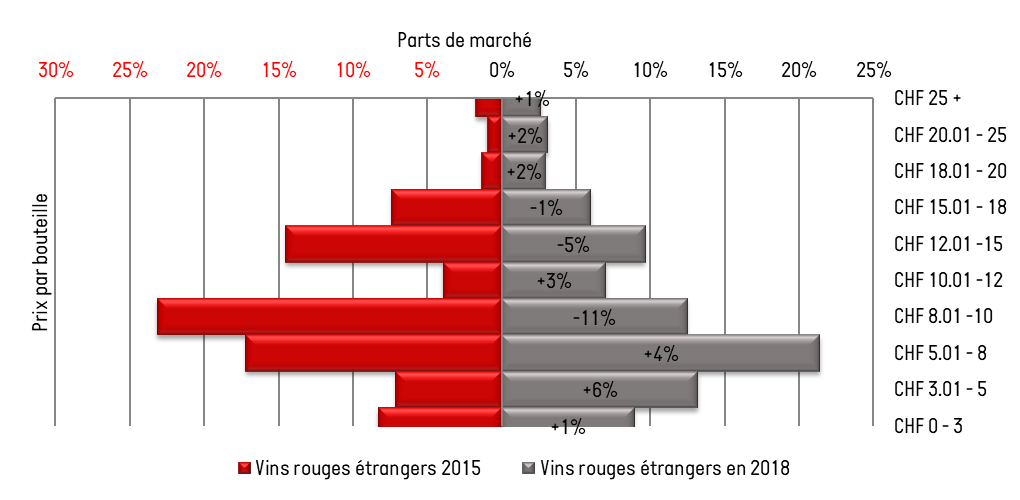 Parts de marché
30% 25% 20% 15% 10% 5% 0% 5% 10% 15% 20% 25%
+1% CHF 25 +
+2% CHF 20.01 - 25
+2% CHF 18.01 - 20
-1% CHF 15.01 - 18
-5% CHF 12.01 -15
+3% CHF 10.01 -12
-11% CHF 8.01 -10
+4% CHF 5.01 - 8
+6% CHF 3.01 - 5
+1% CHF 0 - 3
Prix par bouteille
Vins rouges étrangers 2015 Vins rouges étrangers en 2018